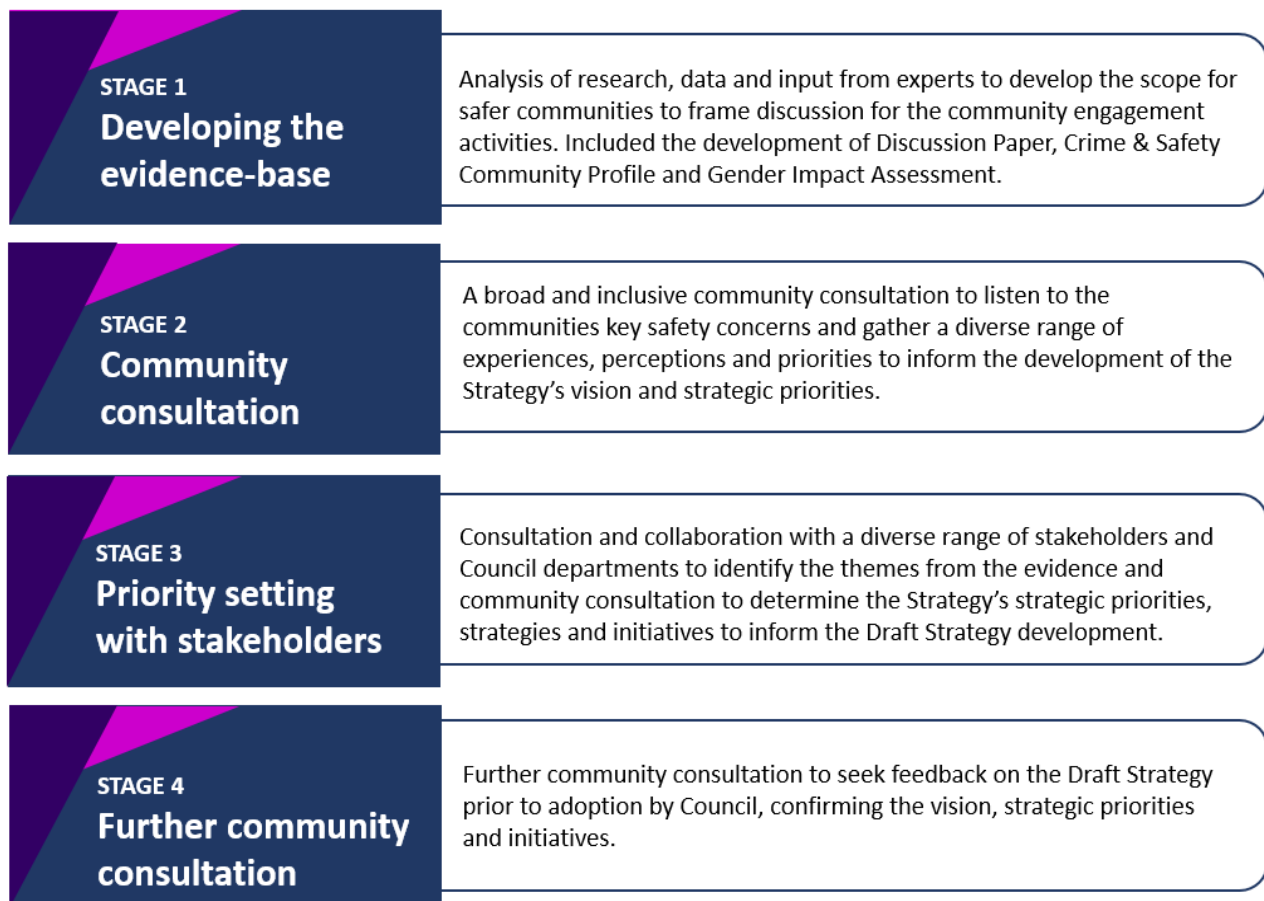 STAGE 1
Developing the
evidence-base
Analysis of research, data and input from experts to develop the scope for
safer communities to frame discussion for the community engagement
activities. Included the development of Discussion Paper, Crime & Safety
Community Profile and Gender Impact Assessment.
STAGE 2
Community
consultation
A broad and inclusive community consultation to listen to the
communities key safety concerns and gather a diverse range of
experiences, perceptions and priorities to inform the development of the
Strategy’s vision and strategic priorities.
STAGE 3
Priority setting
with stakeholders
Consultation and collaboration with a diverse range of stakeholders and
Council departments to identify the themes from the evidence and
community consultation to determine the Strategy’s strategic priorities,
strategies and initiatives to inform the Draft Strategy development.
STAGE 4
Further community
consultation
Further community consultation to seek feedback on the Draft Strategy
prior to adoption by Council, confirming the vision, strategic priorities
and initiatives.